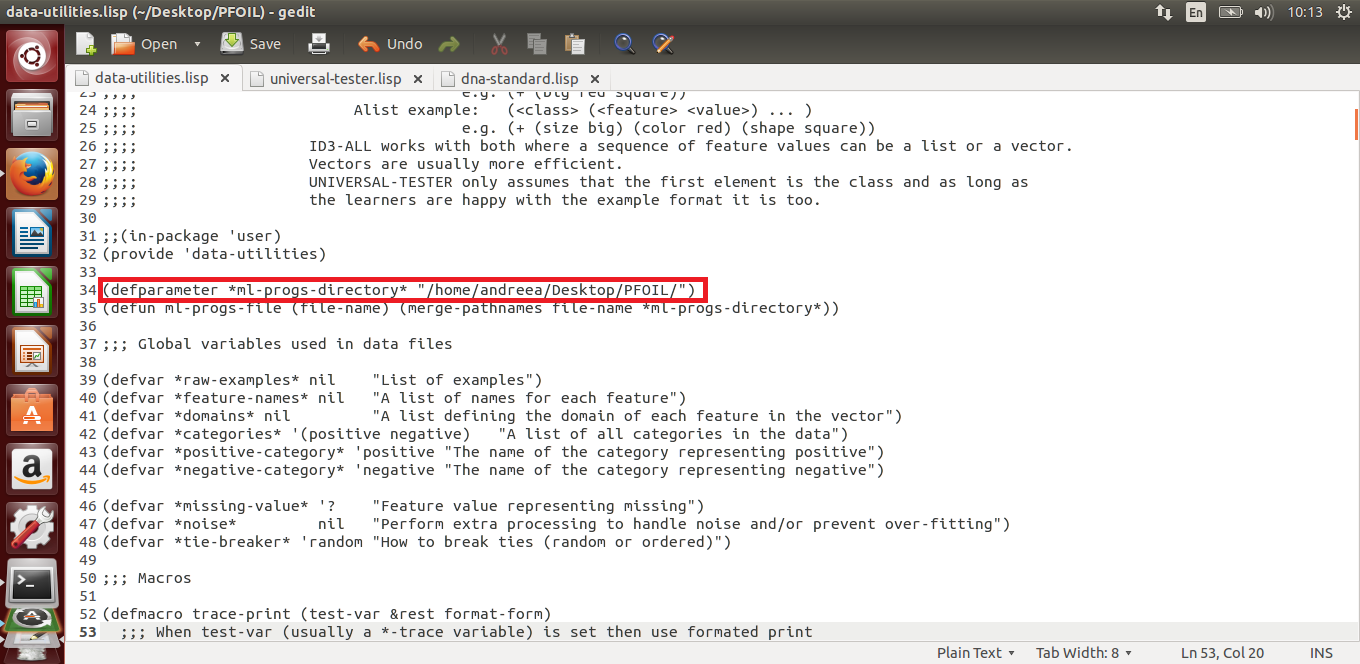 data-utilities.lisp (~/Desktop/PFOIL) - gedit
En
10:13
Open
Save
Undo
data-utilities.lisp
universal-tester.lisp
dna-standard.lisp
23 ;;;; e.g. (+ (big red square))
24 ;;;; Alist example: (<class> (<feature> <value>) ... )
25 ;;;; e.g. (+ (size big) (color red) (shape square))
26 ;;;; ID3-ALL works with both where a sequence of feature values can be a list or a vector.
27 ;;;; Vectors are usually more efficient.
28 ;;;; UNIVERSAL-TESTER only assumes that the first element is the class and as long as
29 ;;;; the learners are happy with the example format it is too.
30
31 ;;(in-package 'user)
32 (provide 'data-utilities)
33
34 (defparameter *ml-progs-directory* "/home/andreea/Desktop/PFOIL/")
35 (defun ml-progs-file (file-name) (merge-pathnames file-name *ml-progs-directory*))
36
37 ;;; Global variables used in data files
38
39 (defvar *raw-examples* nil "List of examples")
40 (defvar *feature-names* nil "A list of names for each feature")
41 (defvar *domains* nil "A list defining the domain of each feature in the vector")
42 (defvar *categories* '(positive negative) "A list of all categories in the data")
43 (defvar *positive-category* 'positive "The name of the category representing positive")
44 (defvar *negative-category* 'negative "The name of the category representing negative")
45
46 (defvar *missing-value* '? "Feature value representing missing")
47 (defvar *noise* nil "Perform extra processing to handle noise and/or prevent over-fitting")
48 (defvar *tie-breaker* 'random "How to break ties (random or ordered)")
49
50 ;;; Macros
51
52 (defmacro trace-print (test-var &rest format-form)
53 ;;; When test-var (usually a *-trace variable) is set then use formated print
Plain Text
Tab Width: 8
Ln 53, Col 20
INS